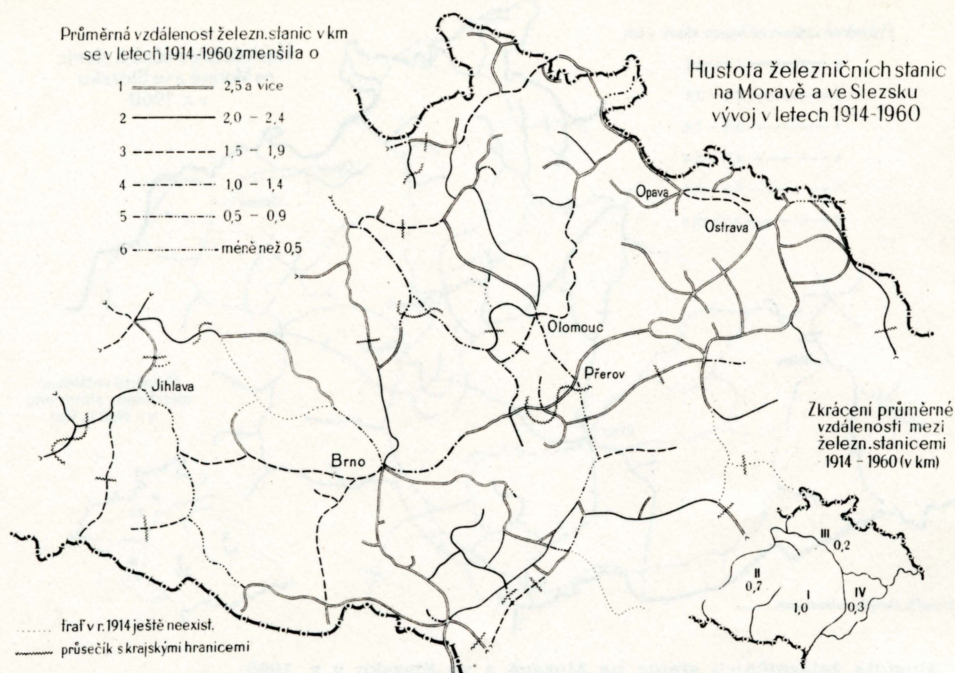 Průměrná vzdálenost železn. stanic v km
se v letech 1914-1960 zmenšila o
1 2,5 a více
2 2,0 - 2,4
3 1,5 - 1,9
4 1,0 - 1,4
5 0,5 - 0,9
6 méně než 0,5
Hustota železničních stanic
na Moravě a ve Slezsku
vývoj v letech 1914-1960
Opava
Ostrava
Olomouc
Přerov
Jihlava
Brno
Zkrácení průměrné
vzdálenosti mezi
železn. stanicemi
1914 - 1960 (v km)
III
0,2
II
0,7
I
1,0
IV
0,3
trať v r. 1914 ještě neexist.
průsečík s krajskými hranicemi